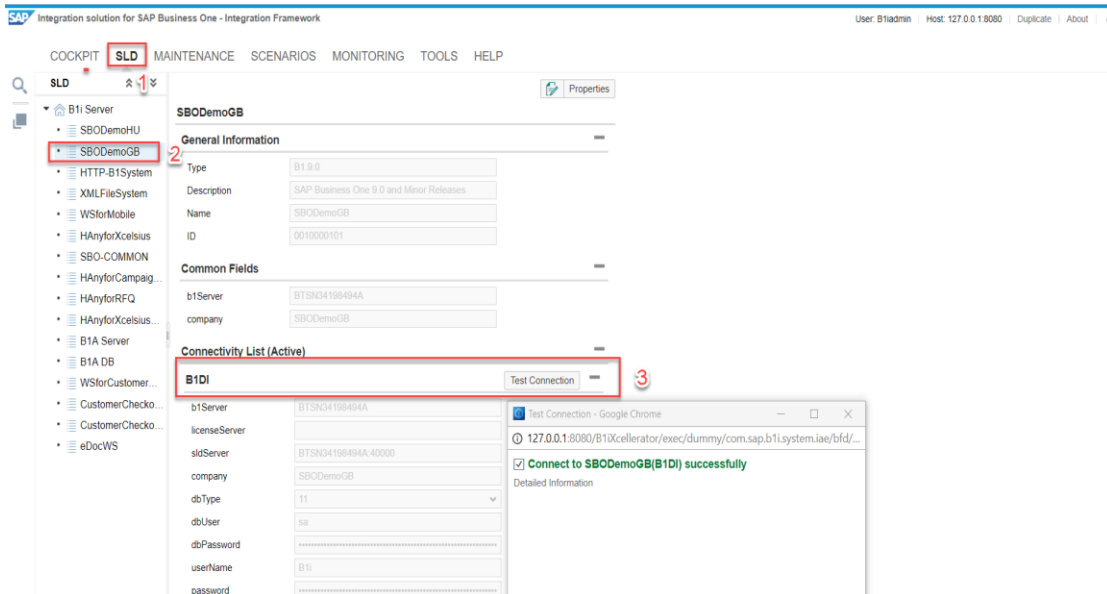 SAP Integration solution for SAP Business One - Integration Framework
User: B1iadmin Host: 127.0.0.1:8080 Duplicate About
COCKPIT SLD MAINTENANCE SCENARIOS MONITORING TOOLS HELP
SLD
1
Properties
B1i Server
SBODemoHU
SBODemoGB
2
HTTP-B1System
XMLFileSystem
WSforMobile
HAnyforXcelsius
SBO-COMMON
HAnyforCampaig...
HAnyforRFQ
HAnyforXcelsius...
B1A Server
B1A DB
WSforCustomer...
CustomerChecko...
CustomerChecko...
eDocWS
SBODemoGB
General Information
Type B1.9.0
Description SAP Business One 9.0 and Minor Releases
Name SBODemoGB
ID 0010000101
Common Fields
b1Server BTSN34198494A
company SBODemoGB
Connectivity List (Active)
B1DI Test Connection
3
b1Server BTSN34198494A
licenseServer
sldServer BTSN34198494A:40000
company SBODemoGB
dbType 11
dbUser sa
dbPassword
userName B1i
password
Test Connection - Google Chrome
127.0.0.1:8080/B1iXcellerator/exec/dummy/com.sap.b1i.system.iae/bfd/...
Connect to SBODemoGB(B1DI) successfully
Detailed Information